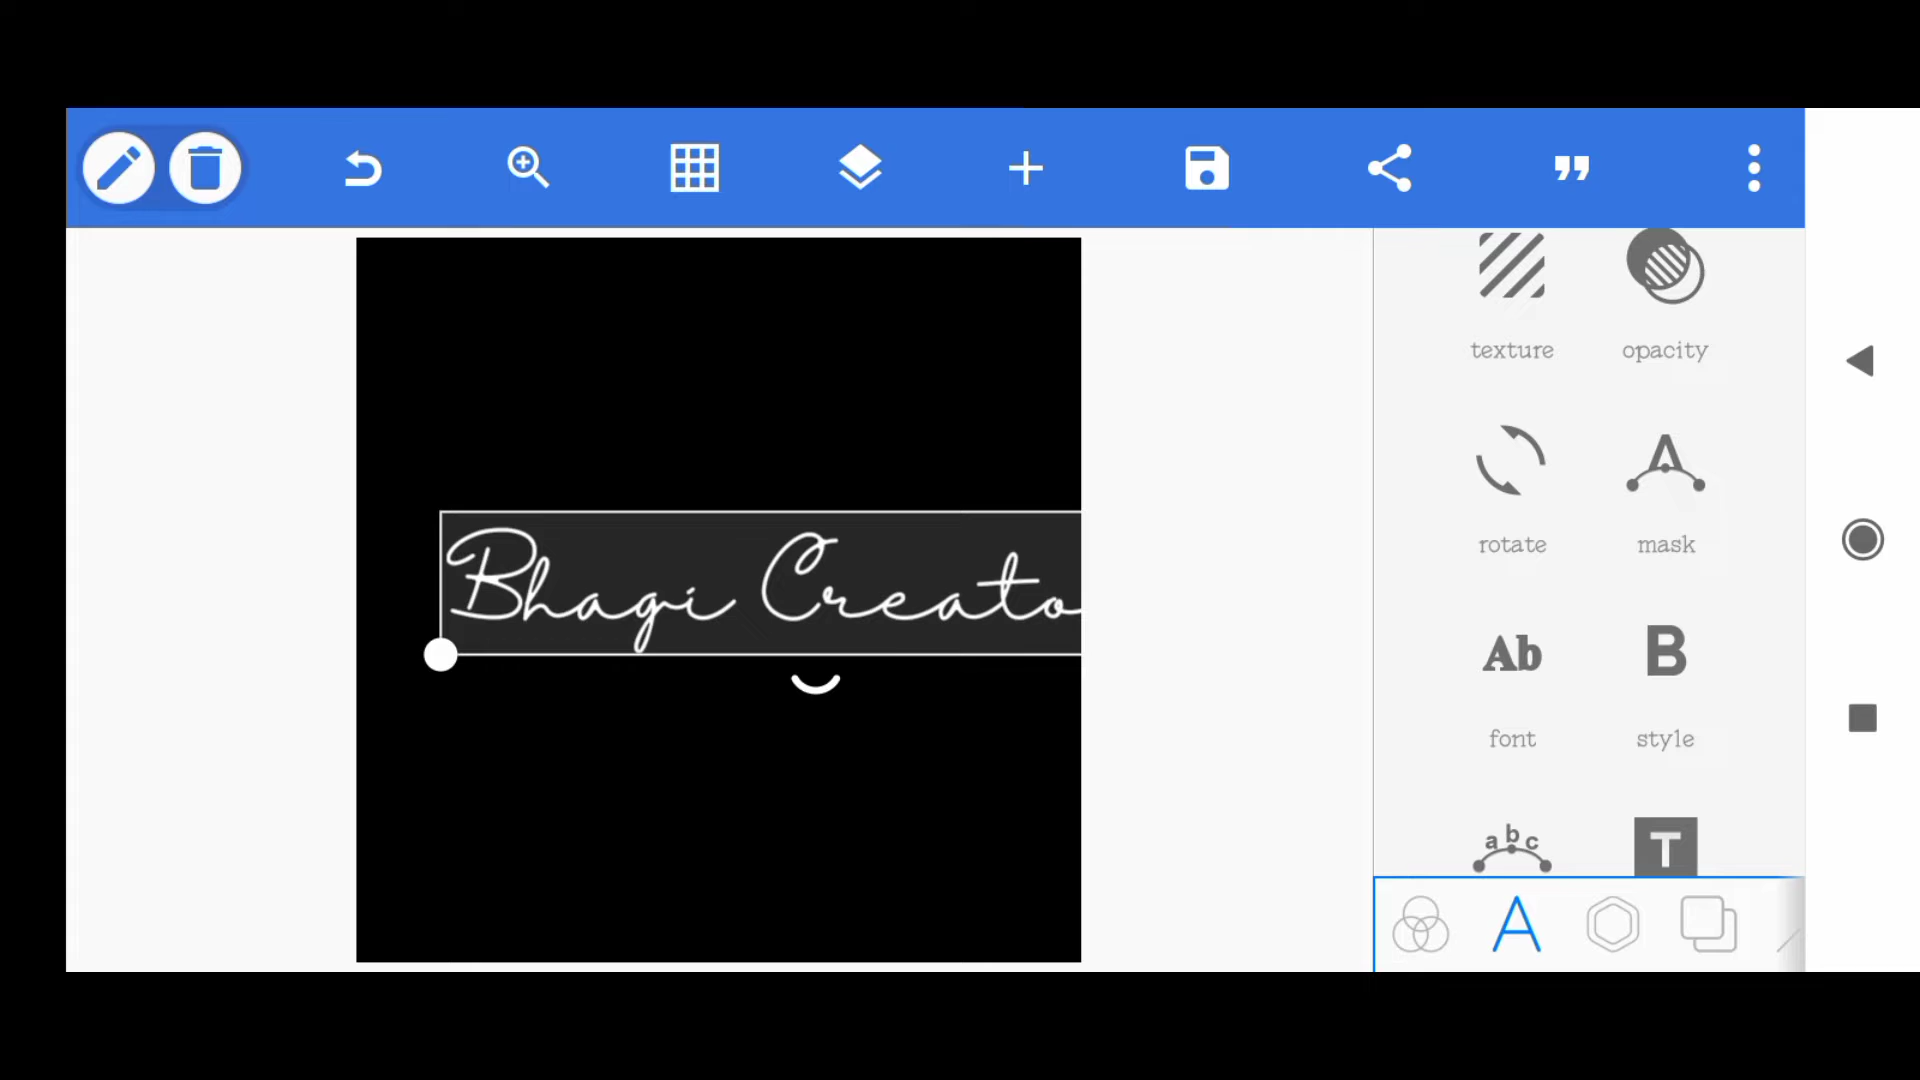 texture opacity
Bhagi Creato
rotate mask
Ab B
font style
abc T
A